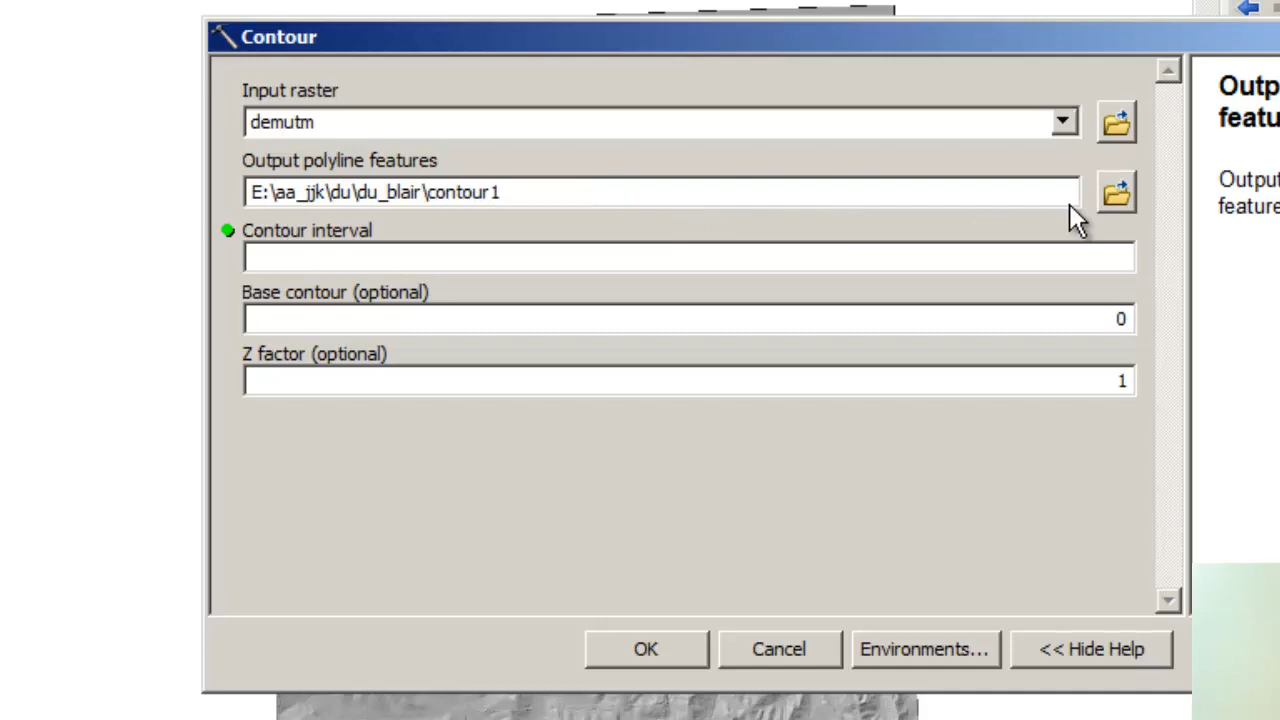 Contour
Input raster
demutm
Output polyline features
E:\aa_jjk\du\du_blair\contour1
Contour interval
Base contour (optional)
0
Z factor (optional)
1
OK
Cancel
Environments...
<< Hide Help
Outp
featu
Output
feature